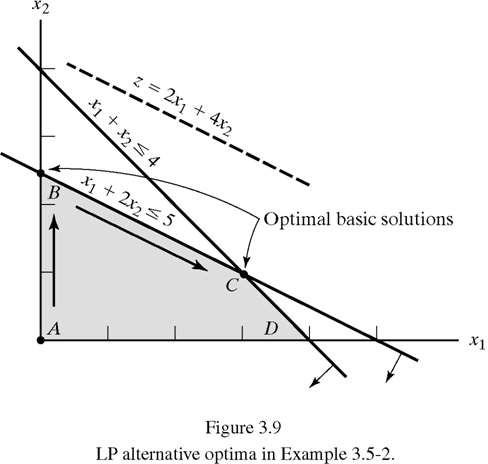 x₂
z = 2x₁ + 4x₂
x₁ + x₂ ≤ 4
x₁ + 2x₂ ≤ 5
B
Optimal basic solutions
C
A
D
x₁
Figure 3.9
LP alternative optima in Example 3.5-2.